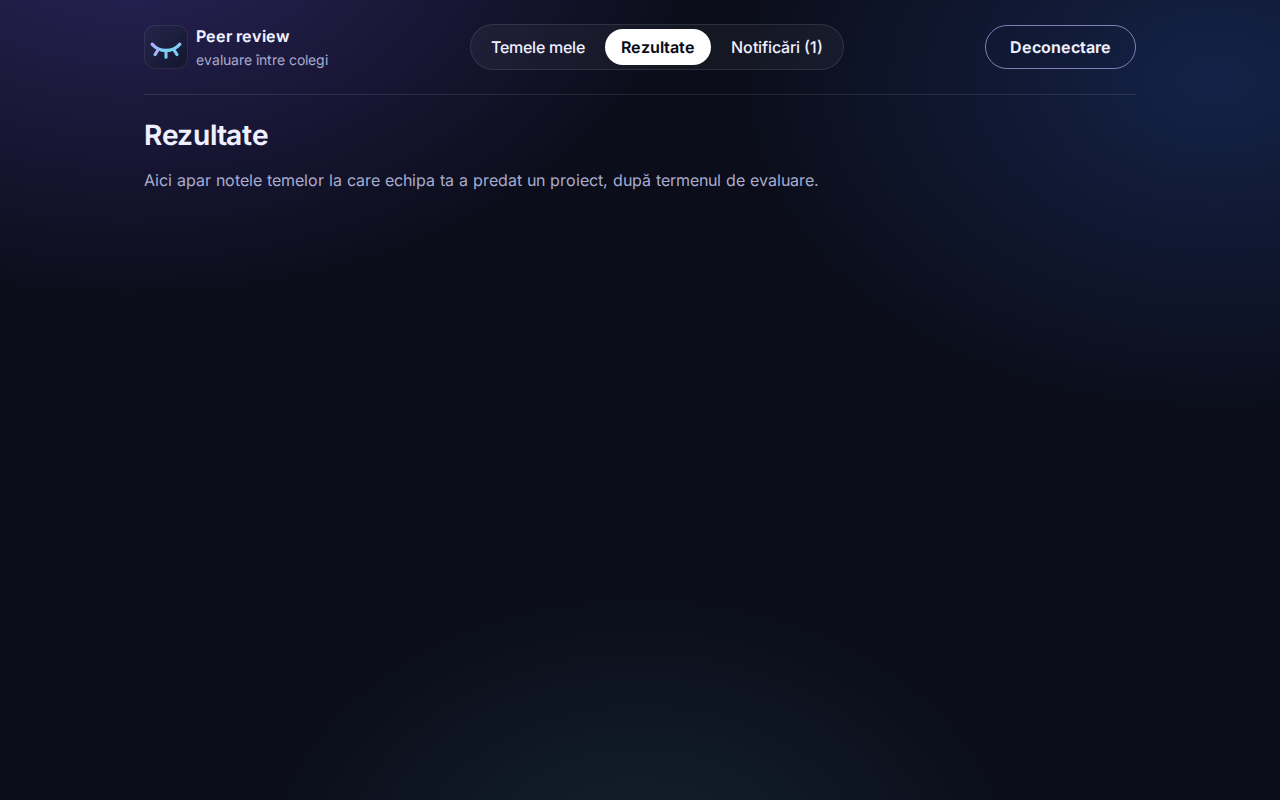 Peer review
evaluare între colegi
Temele mele
Rezultate
Notificări (1)
Deconectare
Rezultate
Aici apar notele temelor la care echipa ta a predat un proiect, după termenul de evaluare.